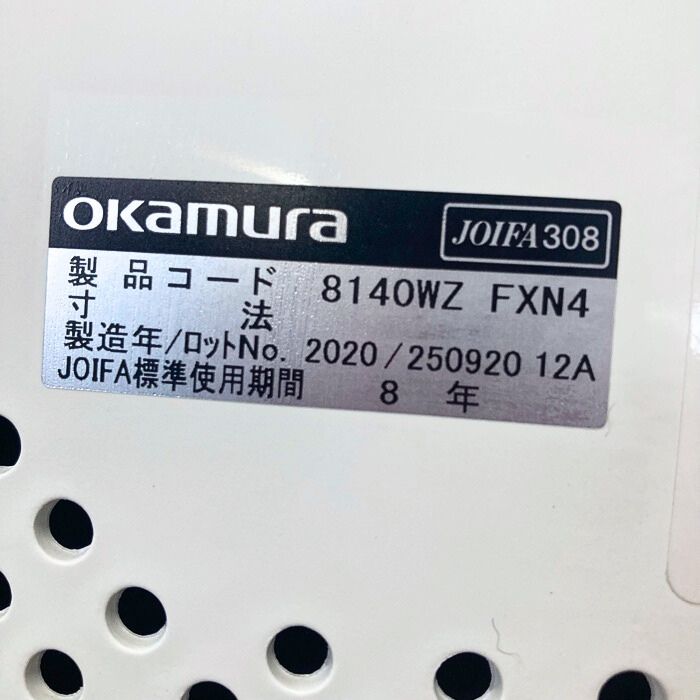 okamura
JOIFA308
製品コード 8140WZ FXN4
寸法
製造年/ロットNo. 2020/250920 12A
JOIFA標準使用期間 8 年